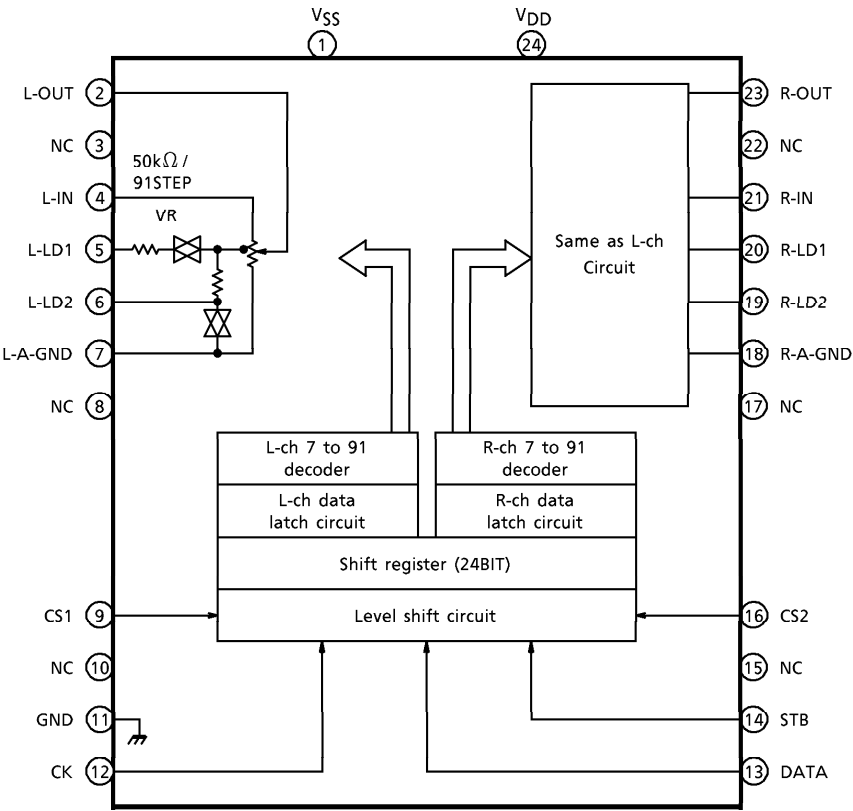 VSS
VDD
1
24
L-OUT 2
23 R-OUT
NC 3
22 NC
50kΩ /
91STEP
L-IN 4
21 R-IN
VR
L-LD1 5
20 R-LD1
Same as L-ch
Circuit
L-LD2 6
19 R-LD2
L-A-GND 7
18 R-A-GND
NC 8
17 NC
L-ch 7 to 91
decoder
R-ch 7 to 91
decoder
L-ch data
latch circuit
R-ch data
latch circuit
Shift register (24BIT)
Level shift circuit
CS1 9
16 CS2
NC 10
15 NC
GND 11
14 STB
CK 12
13 DATA